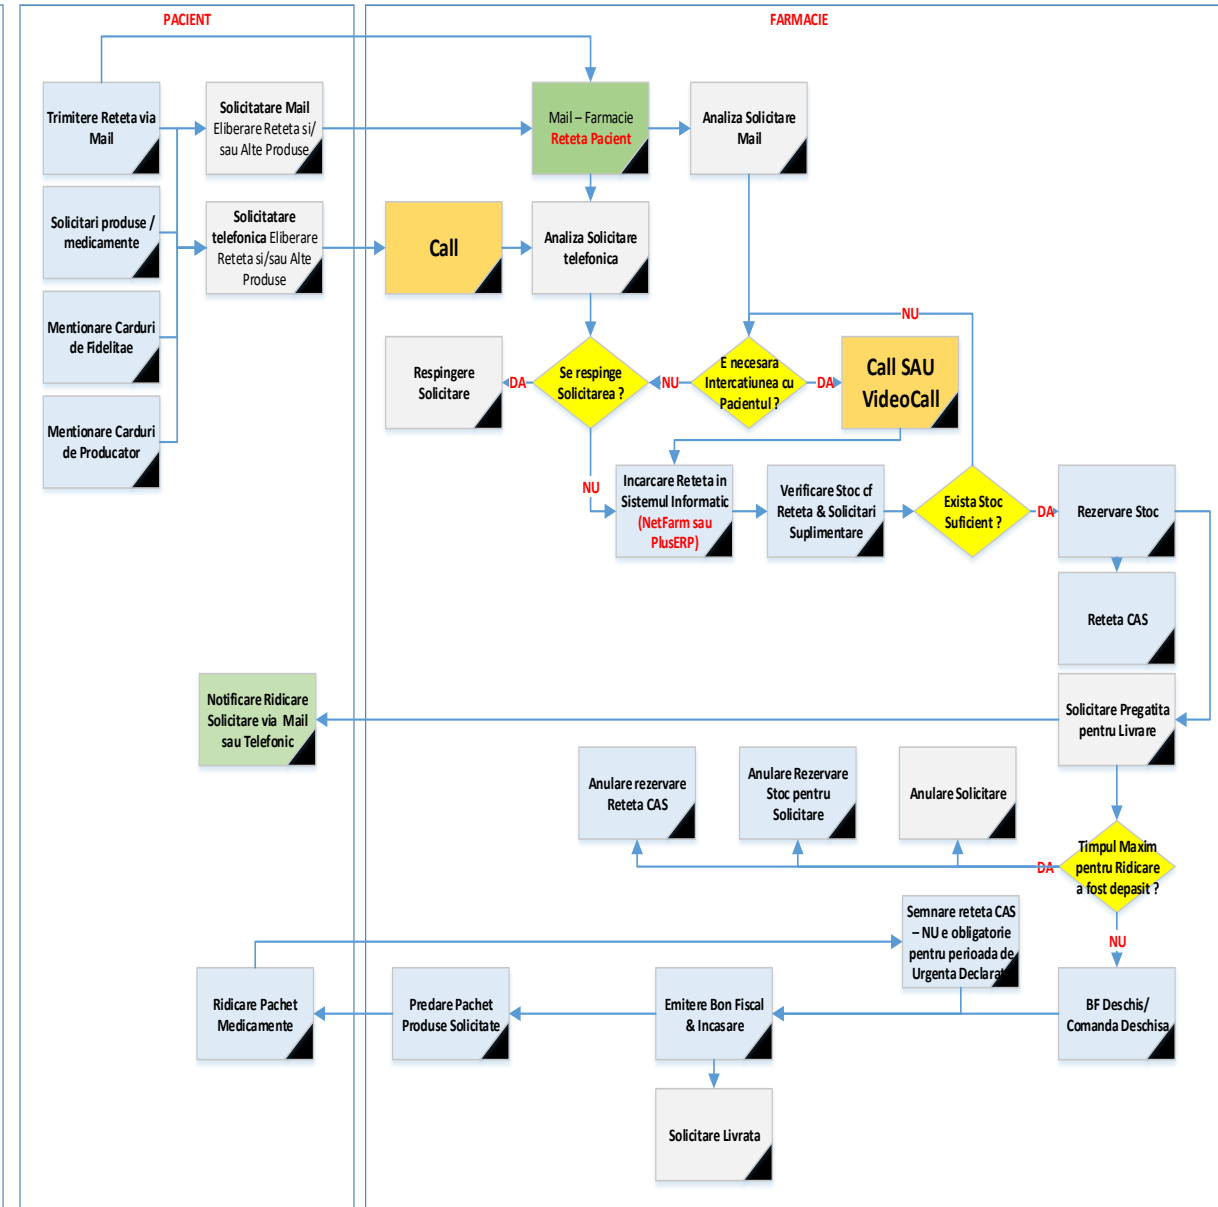 PACIENT
FARMACIE
Trimitere Reteta via
Mail
Solicitatare Mail
Eliberare Reteta si/
sau Alte Produse
Mail – Farmacie
Reteta Pacient
Analiza Solicitare
Mail
Solicitari produse /
medicamente
Solicitatare
telefonica Eliberare
Reteta si/sau Alte
Produse
Call
Analiza Solicitare
telefonica
Mentionare Carduri
de Fidelitae
NU
Respingere
Solicitare
DA
Se respinge
Solicitarea ?
NU
E necesara
Intercatiunea cu
Pacientul ?
DA
Call SAU
VideoCall
Mentionare Carduri
de Producator
NU
Incarcare Reteta in
Sistemul Informatic
(NetFarm sau
PlusERP)
Verificare Stoc cf
Reteta & Solicitari
Suplimentare
Exista Stoc
Suficient ?
DA
Rezervare Stoc
Reteta CAS
Notificare Ridicare
Solicitare via Mail
sau Telefonic
Solicitare Pregatita
pentru Livrare
Anulare rezervare
Reteta CAS
Anulare Rezervare
Stoc pentru
Solicitare
Anulare Solicitare
DA
Timpul Maxim
pentru Ridicare
a fost depasit ?
NU
Semnare reteta CAS
– NU e obligatorie
pentru perioada de
Urgenta Declarat
Ridicare Pachet
Medicamente
Predare Pachet
Produse Solicitate
Emitere Bon Fiscal
& Incasare
BF Deschis/
Comanda Deschisa
Solicitare Livrata